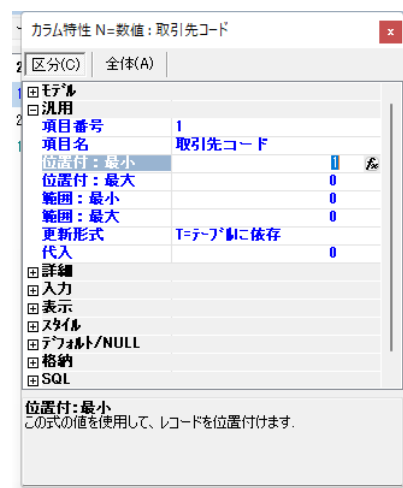 カラム特性 N=数値:取引先コード
x
区分(C) 全体(A)
モデル
汎用
項目番号 1
項目名 取引先コード
位置付:最小 1 fx
位置付:最大 0
範囲:最小 0
範囲:最大 0
更新形式 T=テーブルに依存
代入 0
詳細
入力
表示
スタイル
デフォルト/NULL
格納
SQL
位置付:最小
この式の値を使用して、レコードを位置付けます.